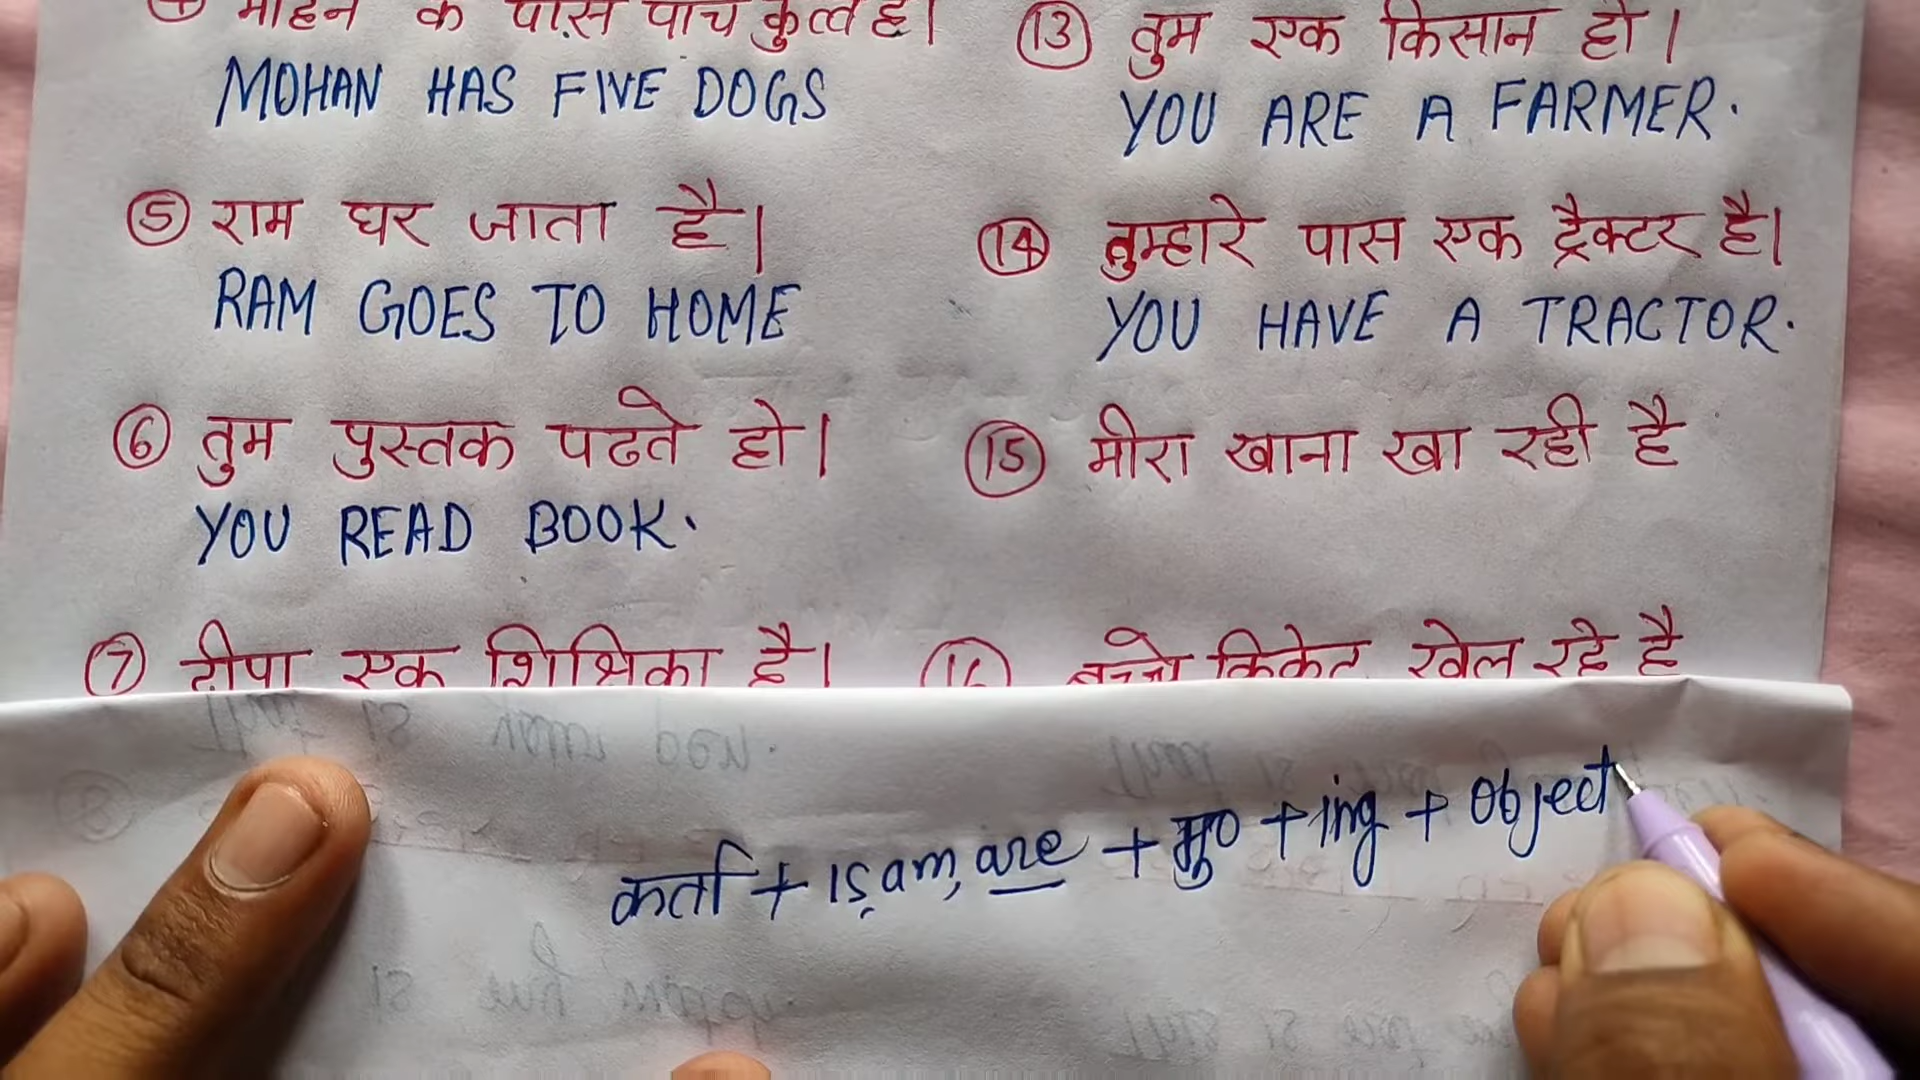 मोहन के पास पांच कुत्ते है।
MOHAN HAS FIVE DOGS
⑤ राम घर जाता है।
RAM GOES TO HOME
⑥ तुम पुस्तक पढते हो।
YOU READ BOOK.
⑦ दीपा एक शिक्षिका है।
⑬ तुम एक किसान हो।
YOU ARE A FARMER.
⑭ तुम्हारे पास एक ट्रैक्टर है।
YOU HAVE A TRACTOR.
⑮ मीरा खाना खा रही है
⑯ बच्चे क्रिकेट खेल रहे है
कर्ता + is, am, are + मु० + ing + object